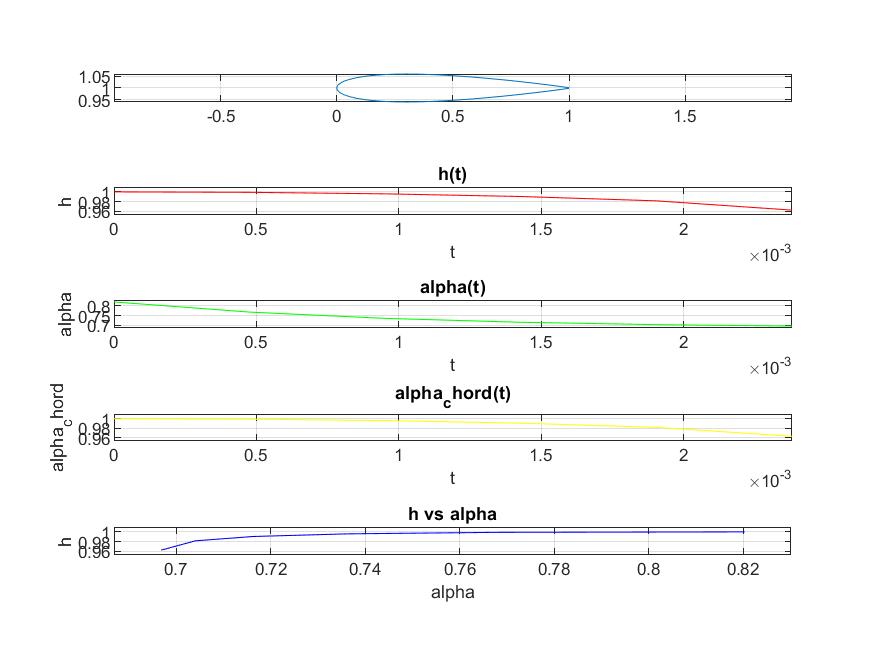 1.05
1
0.95
-0.5 0 0.5 1 1.5
h(t)
h
1
0.98
0.96
0 0.5 1 1.5 2
t
×10-3
alpha(t)
alpha
0.8
0.75
0.7
0 0.5 1 1.5 2
t
×10-3
alpha_chord(t)
alpha_chord
1
0.98
0.96
0 0.5 1 1.5 2
t
×10-3
h vs alpha
h
1
0.98
0.96
0.7 0.72 0.74 0.76 0.78 0.8 0.82
alpha